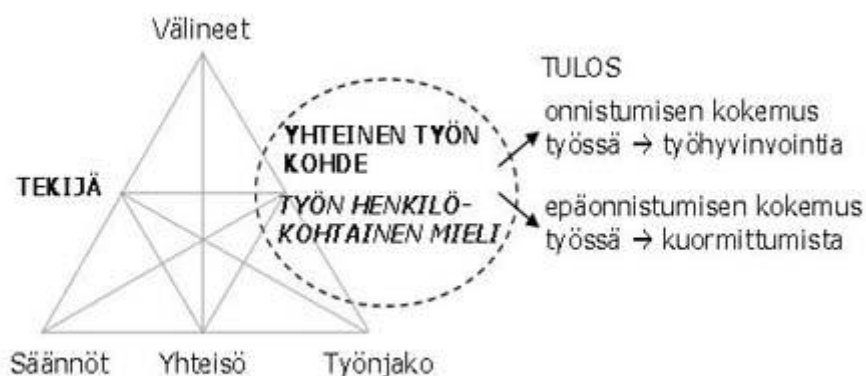 Välineet
TULOS
onnistumisen kokemus
työssä → työhyvinvointia
YHTEINEN TYÖN
KOHDE
TEKIJÄ
TYÖN HENKILÖ-
KOHTAINEN MIELI
epäonnistumisen kokemus
työssä → kuormittumista
Säännöt
Yhteisö
Työnjako